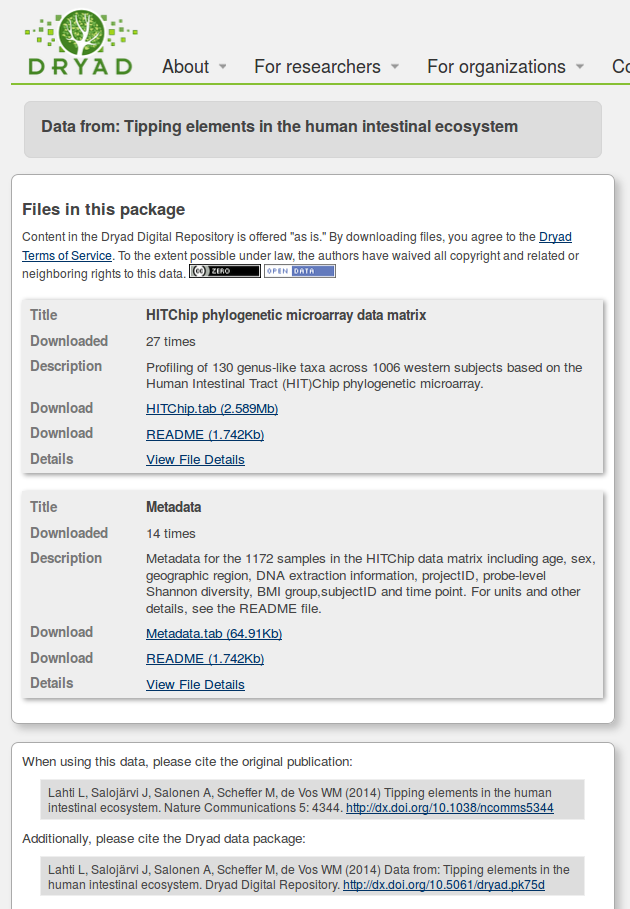 DRYAD
About For researchers For organizations Co
Data from: Tipping elements in the human intestinal ecosystem
Files in this package
Content in the Dryad Digital Repository is offered "as is." By downloading files, you agree to the Dryad
Terms of Service. To the extent possible under law, the authors have waived all copyright and related or
neighboring rights to this data. (cc) ZERO OPEN DATA
Title HITChip phylogenetic microarray data matrix
Downloaded 27 times
Description Profiling of 130 genus-like taxa across 1006 western subjects based on the
Human Intestinal Tract (HIT)Chip phylogenetic microarray.
Download HITChip.tab (2.589Mb)
Download README (1.742Kb)
Details View File Details
Title Metadata
Downloaded 14 times
Description Metadata for the 1172 samples in the HITChip data matrix including age, sex,
geographic region, DNA extraction information, projectID, probe-level
Shannon diversity, BMI group,subjectID and time point. For units and other
details, see the README file.
Download Metadata.tab (64.91Kb)
Download README (1.742Kb)
Details View File Details
When using this data, please cite the original publication:
Lahti L, Salojärvi J, Salonen A, Scheffer M, de Vos WM (2014) Tipping elements in the human
intestinal ecosystem. Nature Communications 5: 4344. http://dx.doi.org/10.1038/ncomms5344
Additionally, please cite the Dryad data package:
Lahti L, Salojärvi J, Salonen A, Scheffer M, de Vos WM (2014) Data from: Tipping elements in the
human intestinal ecosystem. Dryad Digital Repository. http://dx.doi.org/10.5061/dryad.pk75d